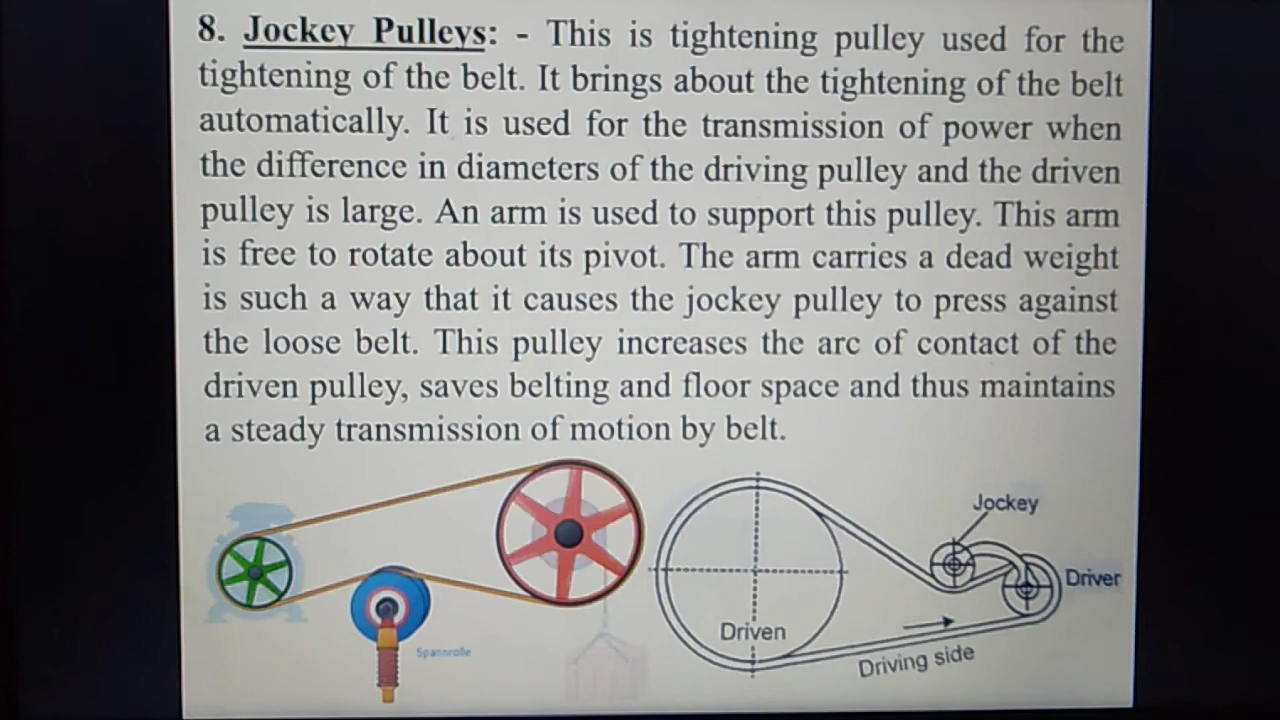 8. Jockey Pulleys: - This is tightening pulley used for the
tightening of the belt. It brings about the tightening of the belt
automatically. It is used for the transmission of power when
the difference in diameters of the driving pulley and the driven
pulley is large. An arm is used to support this pulley. This arm
is free to rotate about its pivot. The arm carries a dead weight
is such a way that it causes the jockey pulley to press against
the loose belt. This pulley increases the arc of contact of the
driven pulley, saves belting and floor space and thus maintains
a steady transmission of motion by belt.
Jockey
Driver
Driven
Spannrolle
Driving side